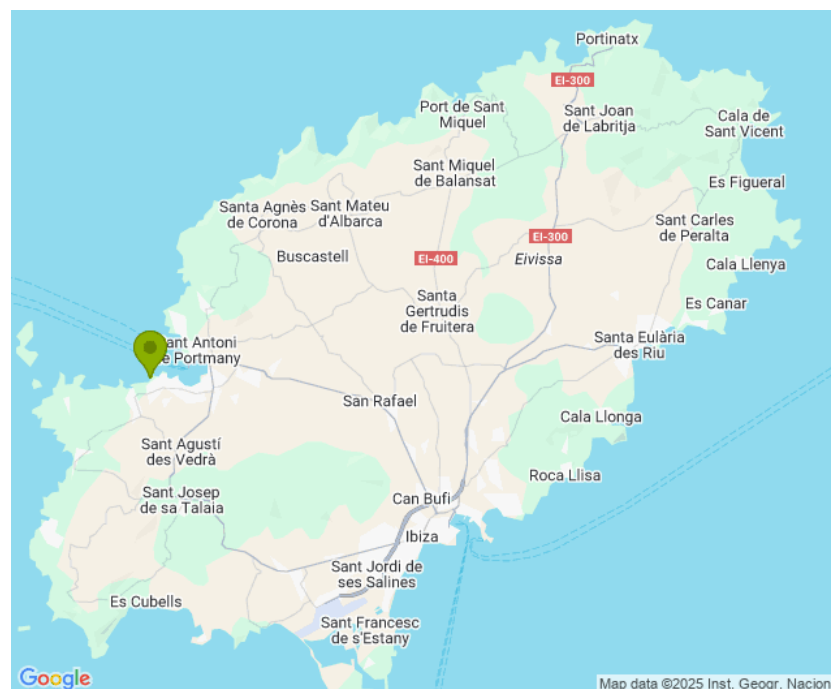 Portinatx
EI-300
Port de Sant
Miquel
Sant Joan
de Labritja
Cala de
Sant Vicent
Sant Miquel
de Balansat
Es Figueral
Santa Agnès
de Corona
Sant Mateu
d'Albarca
Sant Carles
de Peralta
EI-300
Buscastell
EI-400
Eivissa
Cala Llenya
Santa
Gertrudis
de Fruitera
Es Canar
Santa Eulària
des Riu
Sant Antoni
de Portmany
San Rafael
Cala Llonga
Sant Agustí
des Vedrà
Roca Llisa
Sant Josep
de sa Talaia
Can Bufi
Ibiza
Sant Jordi de
ses Salines
Es Cubells
Sant Francesc
de s'Estany
Google
Map data ©2025 Inst. Geogr. Nacion